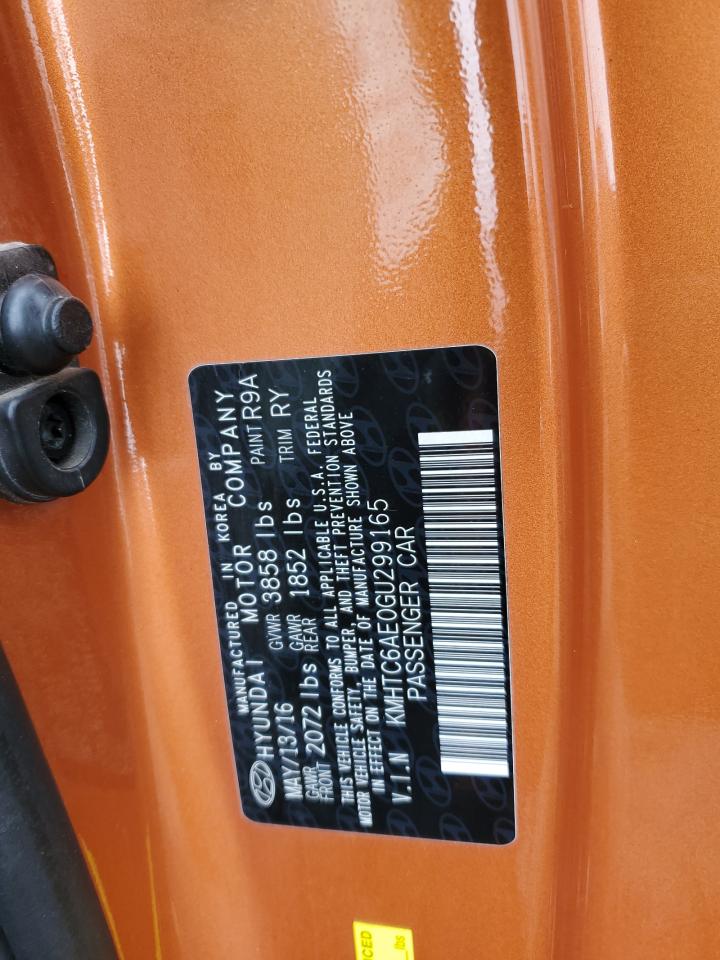 MANUFACTURED IN KOREA BY
HYUNDAI MOTOR COMPANY
MAY/13/16 GVWR 3858 lbs PAINT R9A
GAWR FRONT 2072 lbs GAWR REAR 1852 lbs TRIM RY
THIS VEHICLE CONFORMS TO ALL APPLICABLE U.S.A. FEDERAL
MOTOR VEHICLE SAFETY, BUMPER, AND THEFT PREVENTION STANDARDS
IN EFFECT ON THE DATE OF MANUFACTURE SHOWN ABOVE
V.I.N KMHTC6AE0GU299165
PASSENGER CAR
lbs